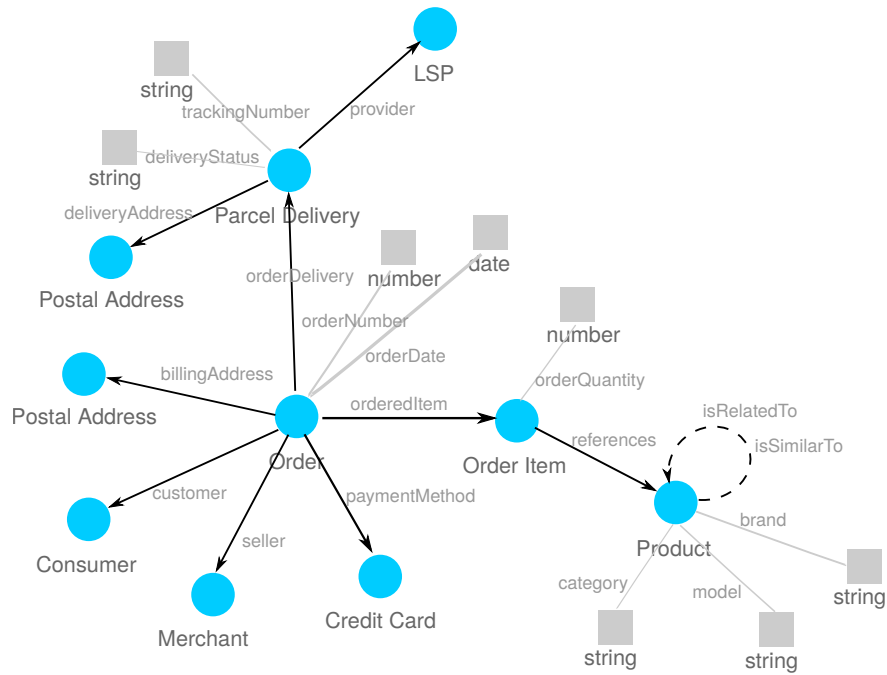 LSP
string
trackingNumber
provider
string
deliveryStatus
deliveryAddress
Parcel Delivery
Postal Address
orderDelivery
number
date
orderNumber
number
orderDate
billingAddress
orderQuantity
Postal Address
orderedItem
isRelatedTo
references
isSimilarTo
Order
Order Item
customer
paymentMethod
brand
seller
Product
Consumer
category
model
string
Credit Card
Merchant
string
string